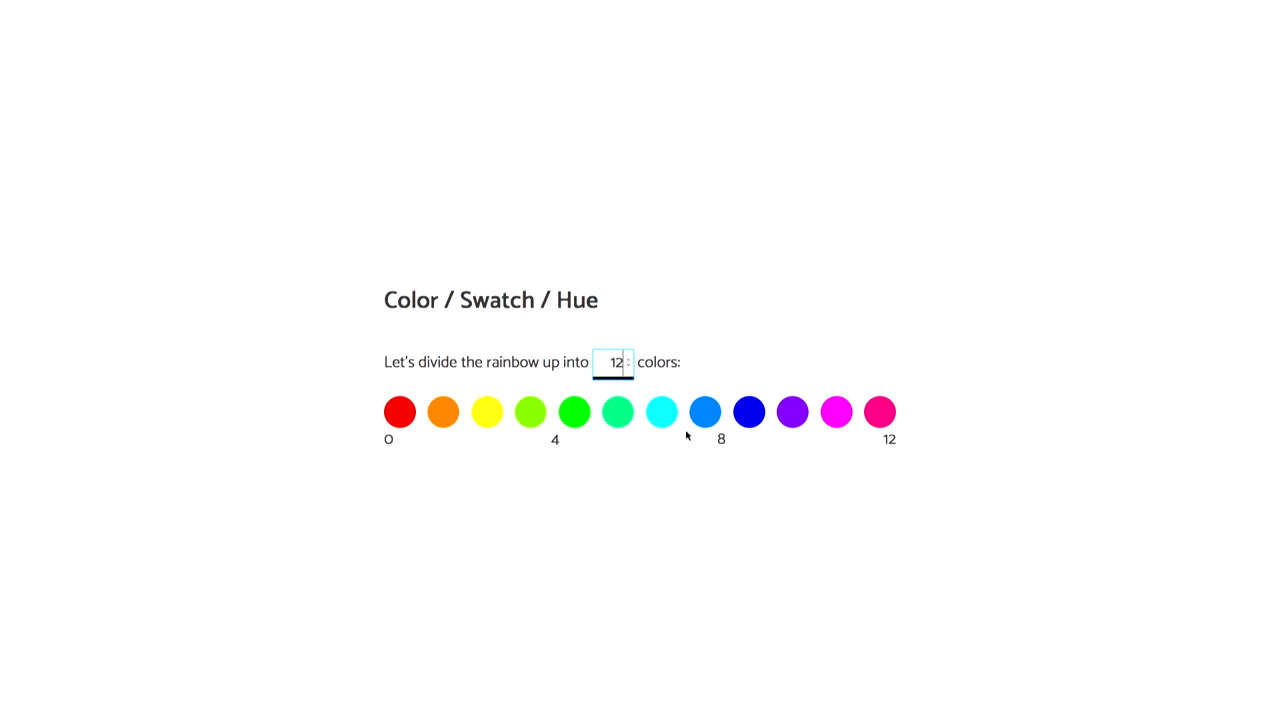 Color / Swatch / Hue
Let's divide the rainbow up into 12 colors:
0 4 8 12